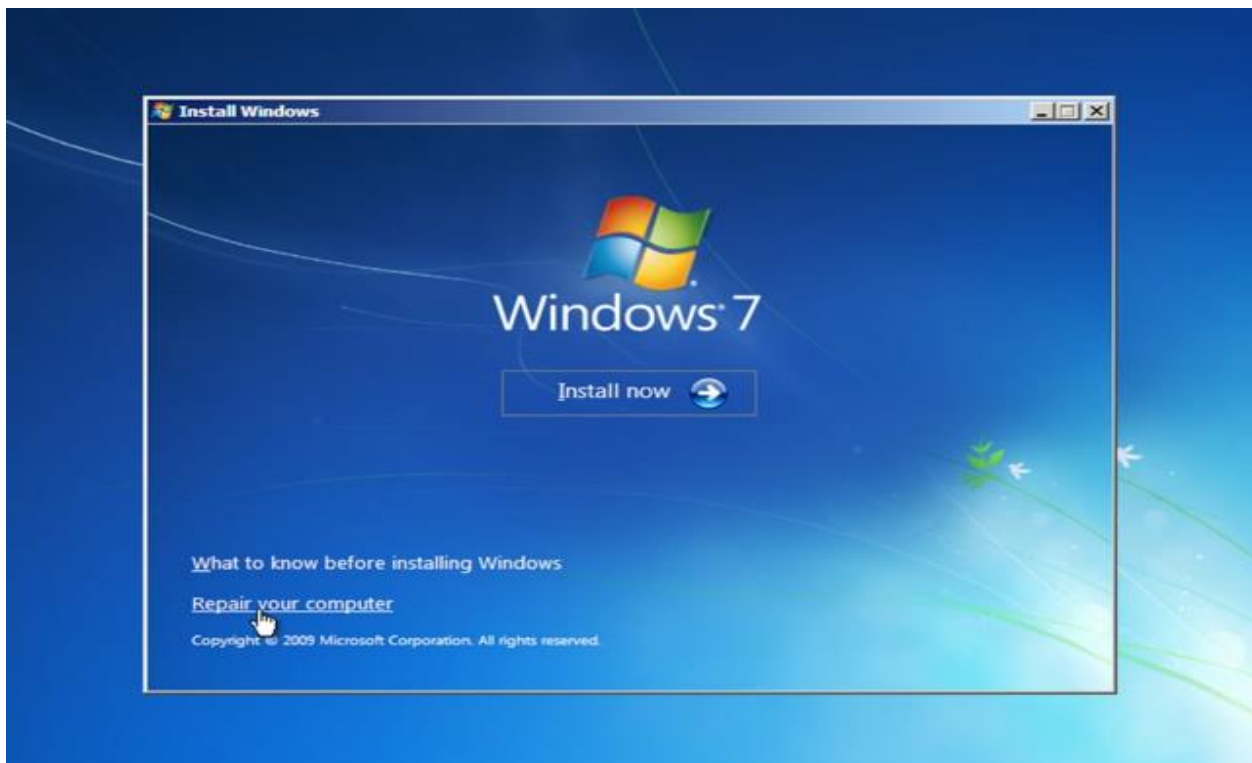 Install Windows
Windows 7
Install now
What to know before installing Windows
Repair your computer
Copyright © 2009 Microsoft Corporation. All rights reserved.